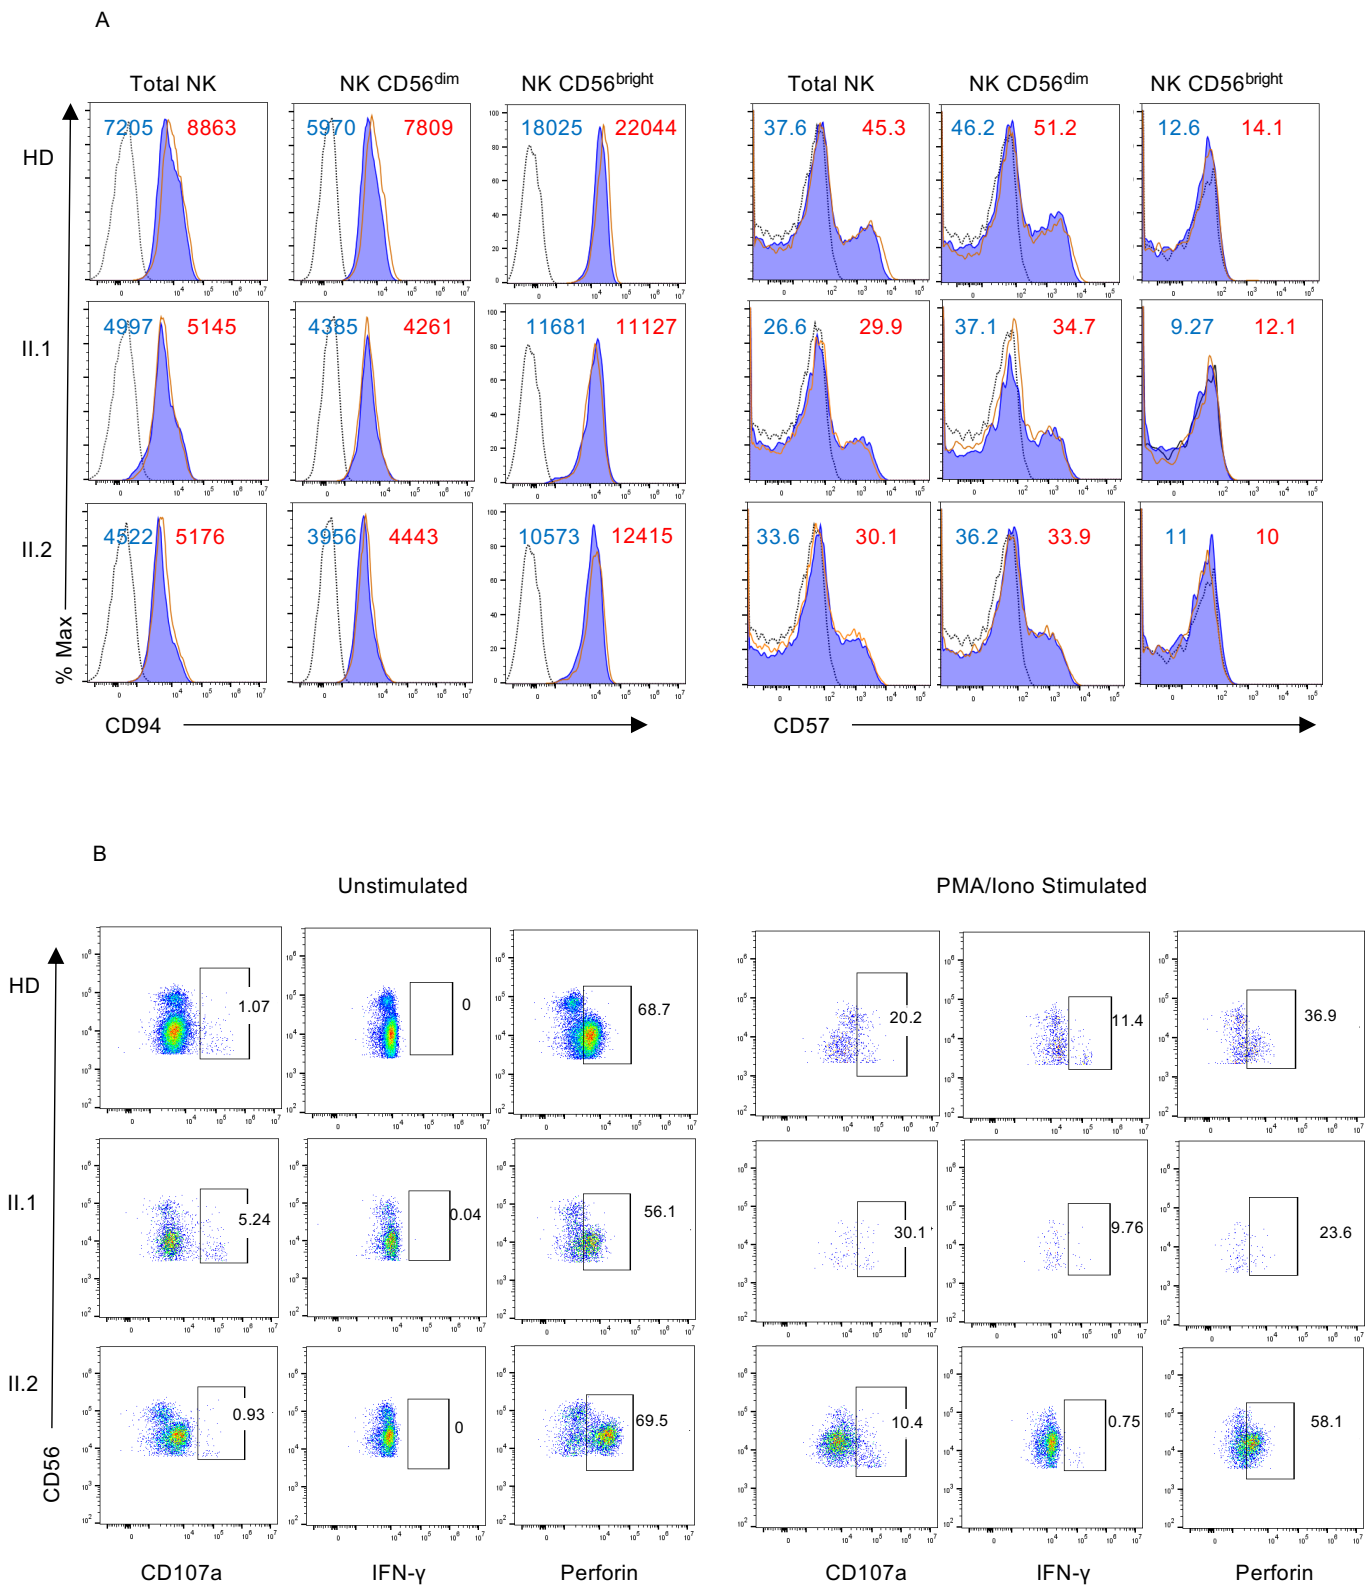 A
Total NK NK CD56dim NK CD56bright Total NK NK CD56dim NK CD56bright
HD
7205 8863 5970 7809 18025 22044 37.6 45.3 46.2 51.2 12.6 14.1
II.1
4997 5145 4385 4261 11681 11127 26.6 29.9 37.1 34.7 9.27 12.1
II.2
4522 5176 3956 4443 10573 12415 33.6 30.1 36.2 33.9 11 10
% Max
CD94 CD57
B
Unstimulated PMA/Iono Stimulated
HD
1.07 0 68.7 20.2 11.4 36.9
II.1
5.24 0.04 56.1 30.1 9.76 23.6
II.2
0.93 0 69.5 10.4 0.75 58.1
CD56
CD107a IFN-γ Perforin CD107a IFN-γ Perforin